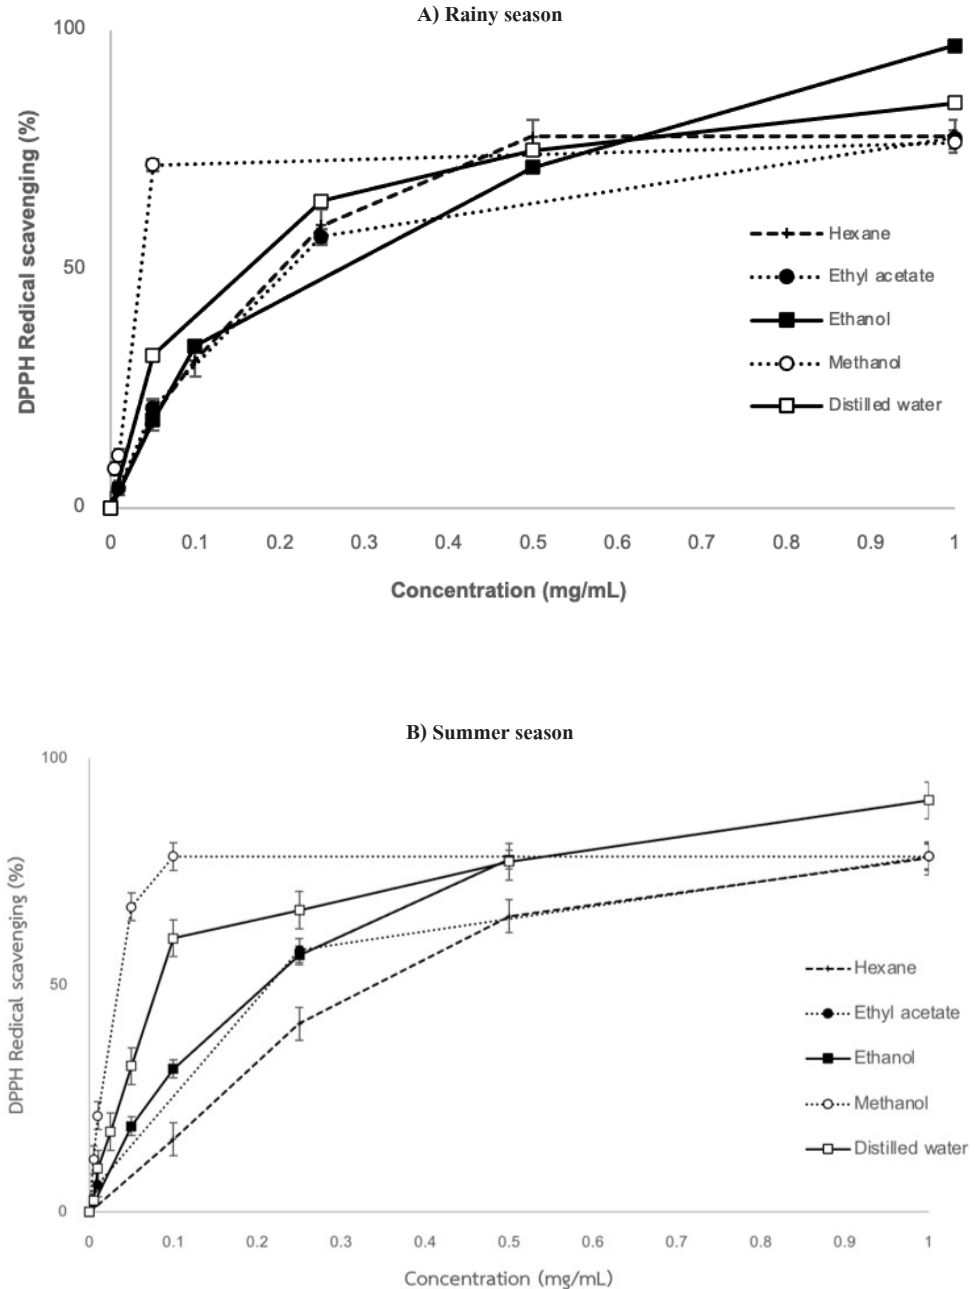 A) Rainy season
100
50
0
DPPH Redical scavenging (%)
Hexane
Ethyl acetate
Ethanol
Methanol
Distilled water
0 0.1 0.2 0.3 0.4 0.5 0.6 0.7 0.8 0.9 1
Concentration (mg/mL)
B) Summer season
100
50
0
DPPH Redical scavenging (%)
Hexane
Ethyl acetate
Ethanol
Methanol
Distilled water
0 0.1 0.2 0.3 0.4 0.5 0.6 0.7 0.8 0.9 1
Concentration (mg/mL)